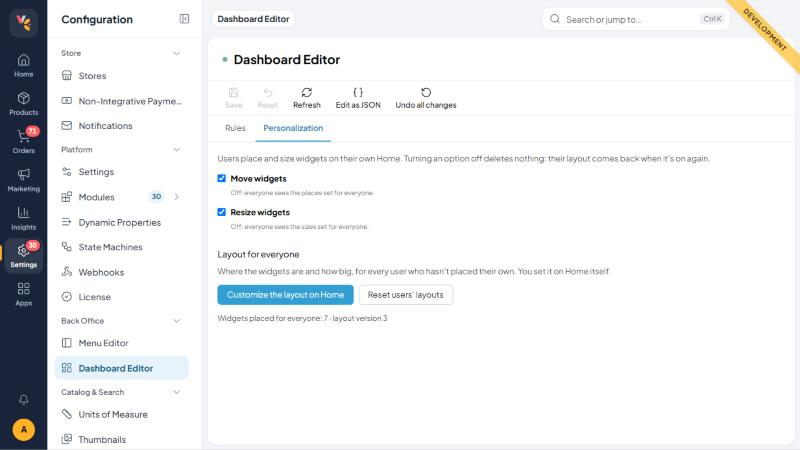 Configuration
Dashboard Editor
Search or jump to...
Ctrl K
DEVELOPMENT
Home
Products
71
Orders
Marketing
Insights
30
Settings
Apps
A
Store
Stores
Non-Integrative Payme...
Notifications
Platform
Settings
Modules
30
Dynamic Properties
State Machines
Webhooks
License
Back Office
Menu Editor
Dashboard Editor
Catalog & Search
Units of Measure
Thumbnails
Dashboard Editor
Save
Reset
Refresh
{ }
Edit as JSON
Undo all changes
Rules
Personalization
Users place and size widgets on their own Home. Turning an option off deletes nothing: their layout comes back when it's on again.
Move widgets
Off: everyone sees the places set for everyone.
Resize widgets
Off: everyone sees the sizes set for everyone.
Layout for everyone
Where the widgets are and how big, for every user who hasn't placed their own. You set it on Home itself.
Customize the layout on Home
Reset users' layouts
Widgets placed for everyone: 7 · layout version 3